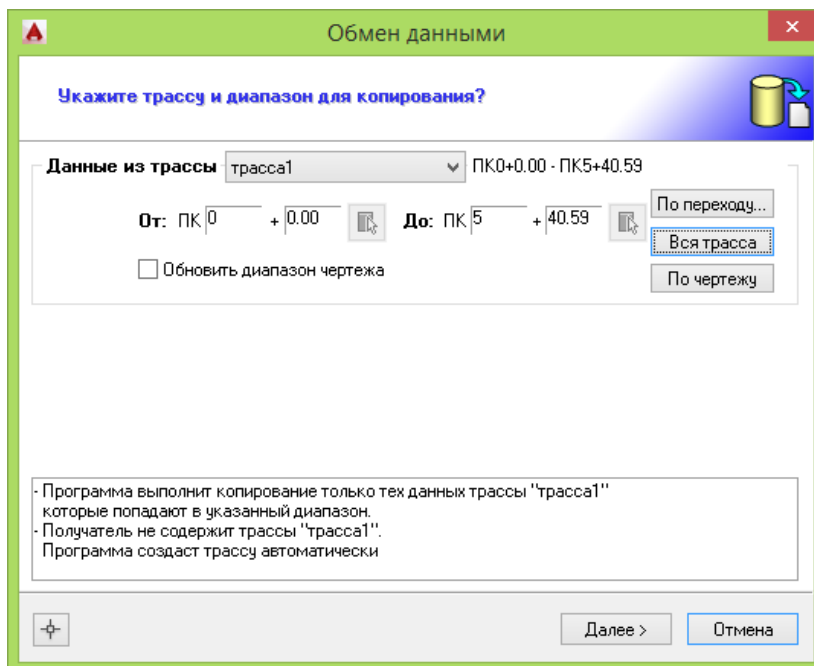 Обмен данными
Укажите трассу и диапазон для копирования?
Данные из трассы трасса1 ПК0+0.00 - ПК5+40.59
От: ПК 0 + 0.00 До: ПК 5 + 40.59
По переходу...
Вся трасса
Обновить диапазон чертежа
По чертежу
- Программа выполнит копирование только тех данных трассы "трасса1"
которые попадают в указанный диапазон.
- Получатель не содержит трассы "трасса1".
Программа создаст трассу автоматически
Далее > Отмена